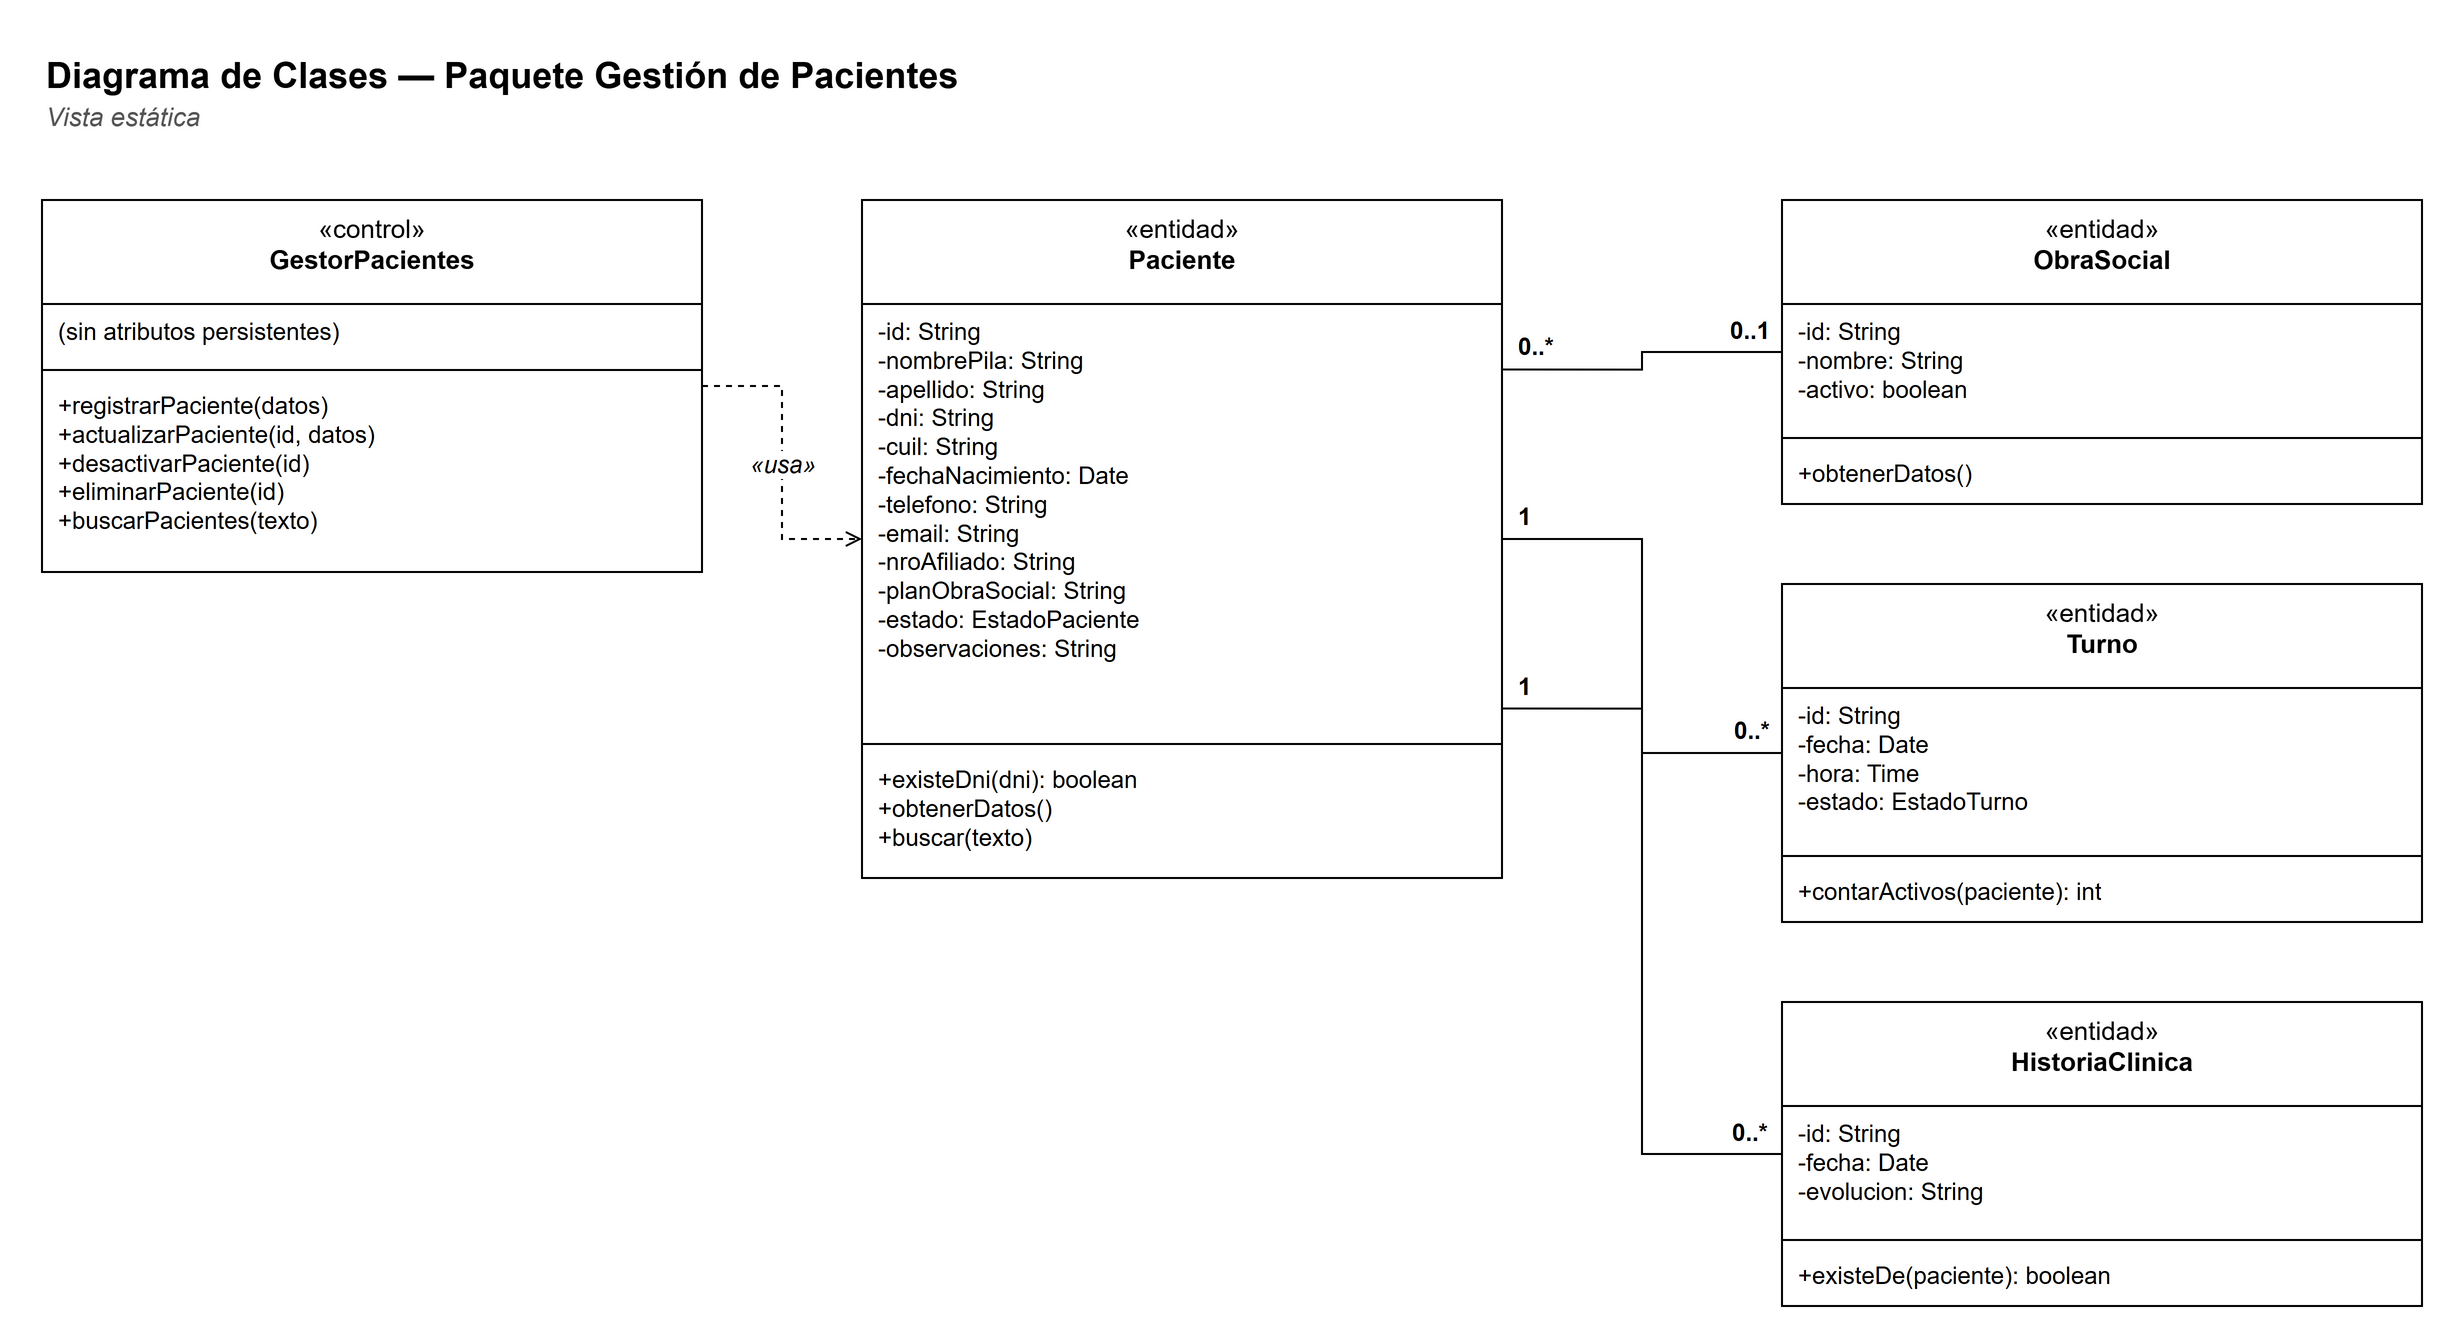 Diagrama de Clases — Paquete Gestión de Pacientes
Vista estática
«control»
GestorPacientes
(sin atributos persistentes)
+registrarPaciente(datos)
+actualizarPaciente(id, datos)
+desactivarPaciente(id)
+eliminarPaciente(id)
+buscarPacientes(texto)
«usa»
«entidad»
Paciente
-id: String
-nombrePila: String
-apellido: String
-dni: String
-cuil: String
-fechaNacimiento: Date
-telefono: String
-email: String
-nroAfiliado: String
-planObraSocial: String
-estado: EstadoPaciente
-observaciones: String
+existeDni(dni): boolean
+obtenerDatos()
+buscar(texto)
0..*
0..1
1
1
0..*
0..*
«entidad»
ObraSocial
-id: String
-nombre: String
-activo: boolean
+obtenerDatos()
«entidad»
Turno
-id: String
-fecha: Date
-hora: Time
-estado: EstadoTurno
+contarActivos(paciente): int
«entidad»
HistoriaClinica
-id: String
-fecha: Date
-evolucion: String
+existeDe(paciente): boolean